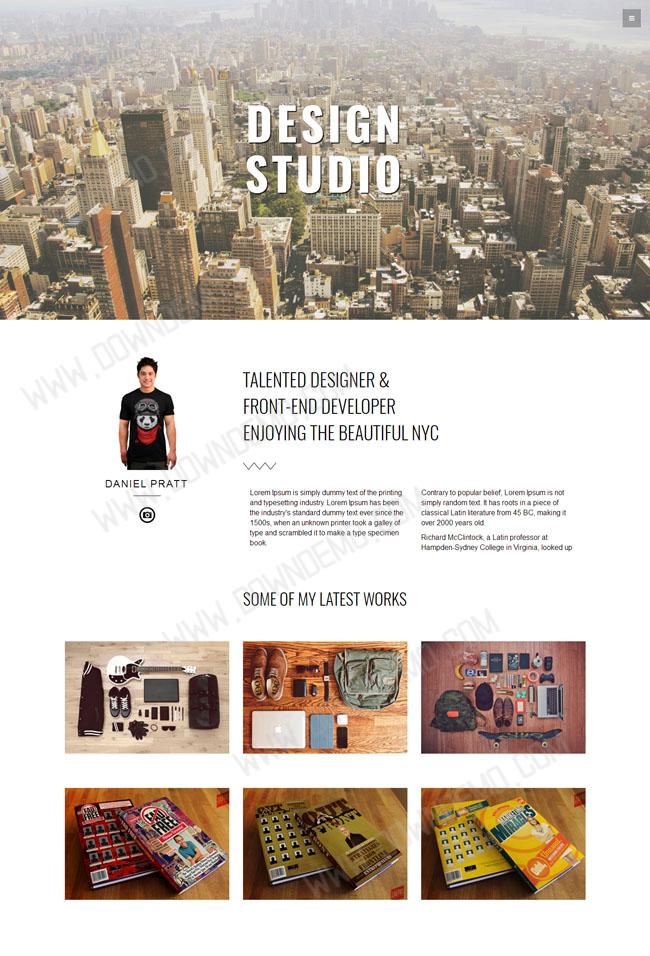 DESIGN
STUDIO
TALENTED DESIGNER &
FRONT-END DEVELOPER
ENJOYING THE BEAUTIFUL NYC
DANIEL PRATT
Lorem Ipsum is simply dummy text of the printing
and typesetting industry. Lorem Ipsum has been
the industry's standard dummy text ever since the
1500s, when an unknown printer took a galley of
type and scrambled it to make a type specimen
book.
Contrary to popular belief, Lorem Ipsum is not
simply random text. It has roots in a piece of
classical Latin literature from 45 BC, making it
over 2000 years old.
Richard McClintock, a Latin professor at
Hampden-Sydney College in Virginia, looked up
SOME OF MY LATEST WORKS
WWW.DOWNDEMO.COM